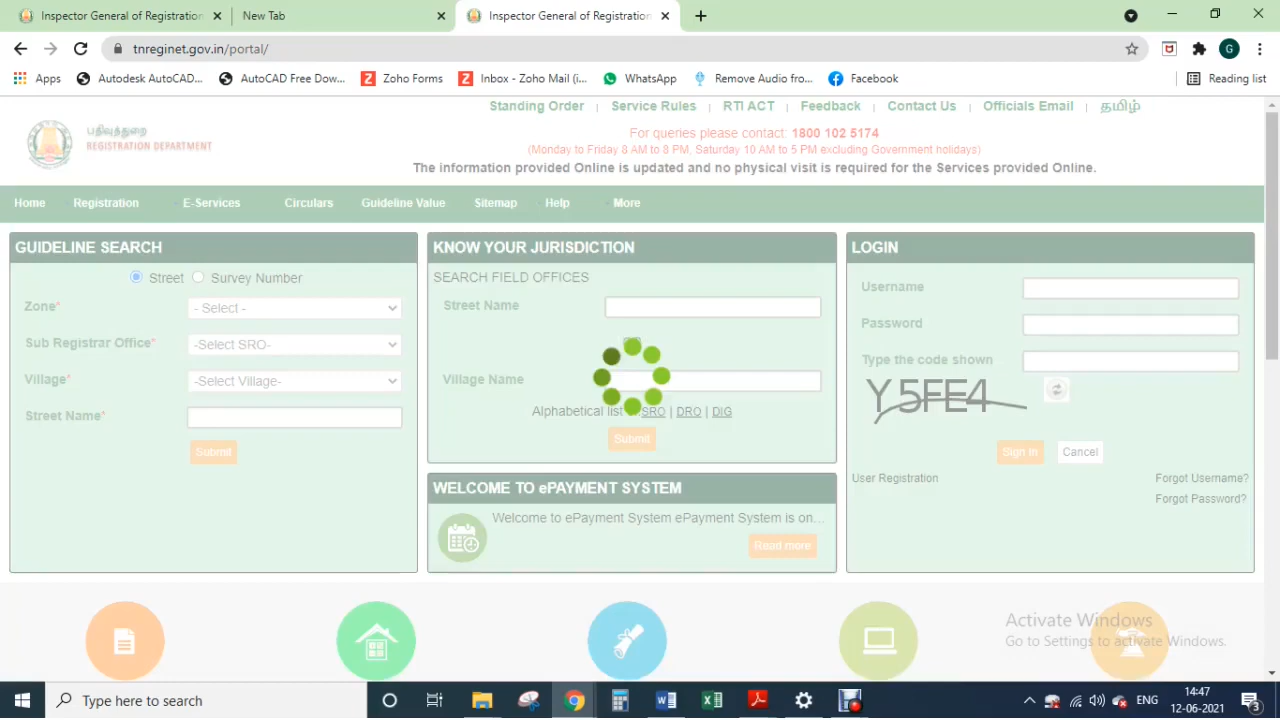 Inspector General of Registration
New Tab
Inspector General of Registration
tnreginet.gov.in/portal/
G
Apps
Autodesk AutoCAD...
AutoCAD Free Dow...
Zoho Forms
Inbox - Zoho Mail (i...
WhatsApp
Remove Audio fro...
Facebook
Reading list
Standing Order | Service Rules | RTI ACT | Feedback | Contact Us | Officials Email | தமிழ்
பதிவுத்துறை
REGISTRATION DEPARTMENT
For queries please contact: 1800 102 5174
(Monday to Friday 8 AM to 8 PM, Saturday 10 AM to 5 PM excluding Government holidays)
The information provided Online is updated and no physical visit is required for the Services provided Online.
Home Registration E-Services Circulars Guideline Value Sitemap Help More
GUIDELINE SEARCH
Street Survey Number
Zone* - Select -
Sub Registrar Office* -Select SRO-
Village* -Select Village-
Street Name*
Submit
KNOW YOUR JURISDICTION
SEARCH FIELD OFFICES
Street Name
Village Name
Alphabetical list SRO | DRO | DIG
Submit
WELCOME TO ePAYMENT SYSTEM
Welcome to ePayment System ePayment System is on...
Read more
LOGIN
Username
Password
Type the code shown
Y5FE4
Sign In Cancel
User Registration Forgot Username?
Forgot Password?
Activate Windows
Go to Settings to activate Windows.
Type here to search
ENG
14:47
12-06-2021
3